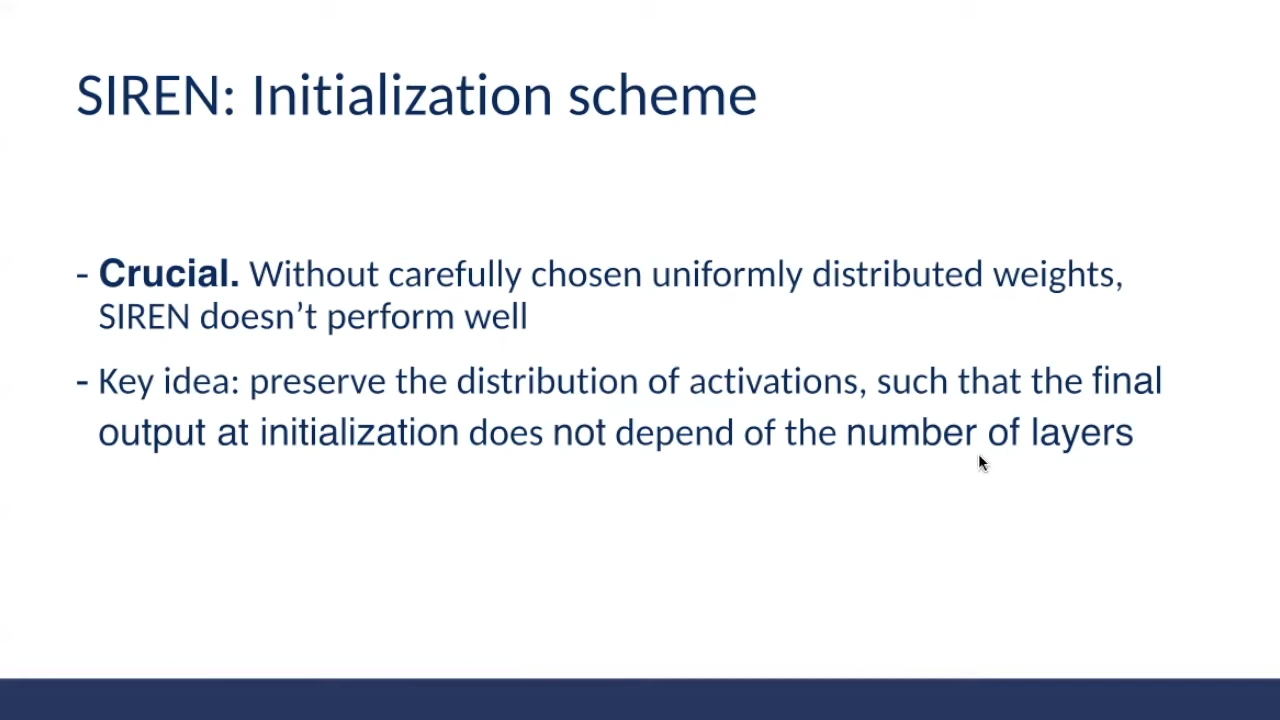 SIREN: Initialization scheme
- Crucial. Without carefully chosen uniformly distributed weights,
SIREN doesn’t perform well
- Key idea: preserve the distribution of activations, such that the final
output at initialization does not depend of the number of layers